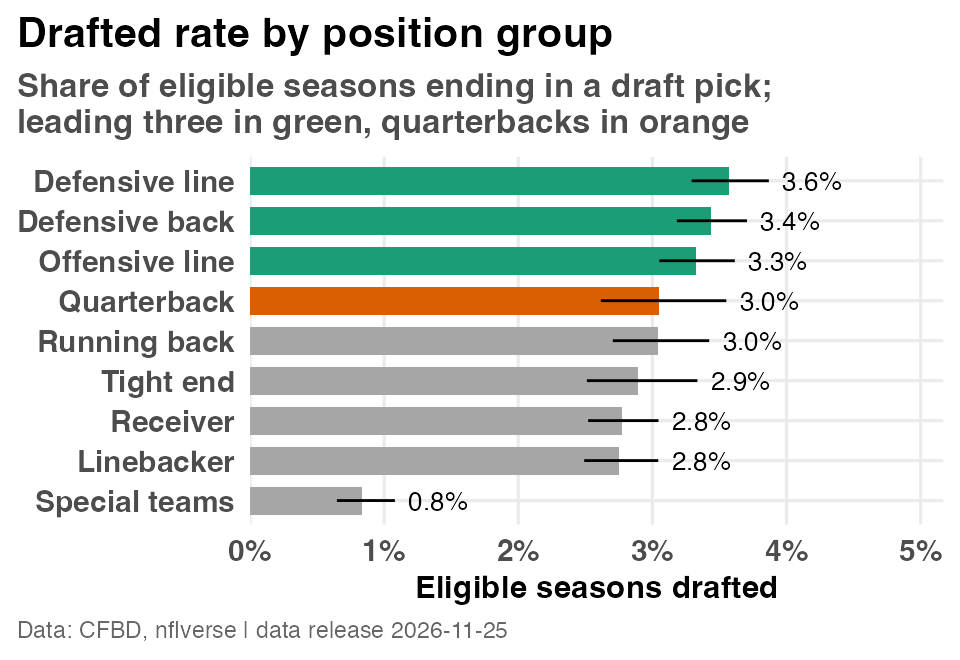 Drafted rate by position group
Share of eligible seasons ending in a draft pick;
leading three in green, quarterbacks in orange
Defensive line 3.6%
Defensive back 3.4%
Offensive line 3.3%
Quarterback 3.0%
Running back 3.0%
Tight end 2.9%
Receiver 2.8%
Linebacker 2.8%
Special teams 0.8%
0% 1% 2% 3% 4% 5%
Eligible seasons drafted
Data: CFBD, nflverse | data release 2026-11-25